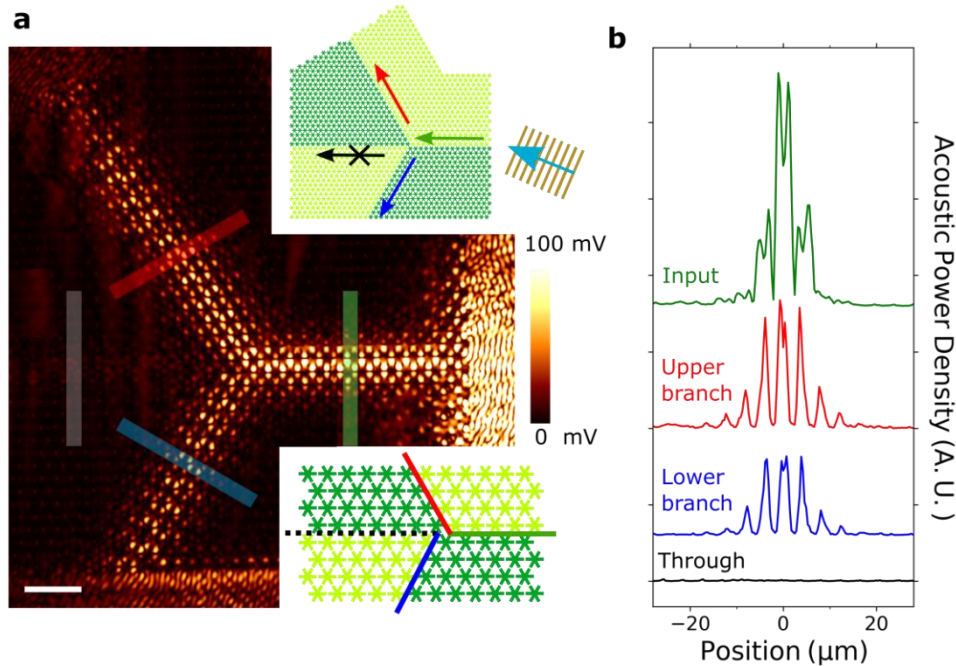 a
100 mV
0 mV
b
Input
Upper
branch
Lower
branch
Through
−20
0
20
Position (μm)
Acoustic Power Density (A. U. )